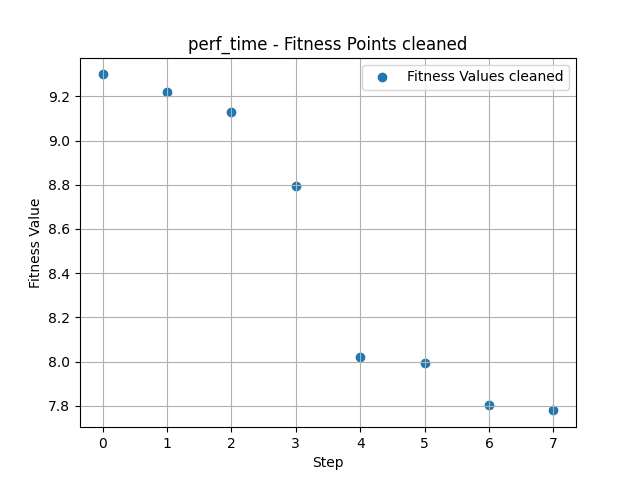 perf_time - Fitness Points cleaned
Fitness Values cleaned
Fitness Value
9.2
9.0
8.8
8.6
8.4
8.2
8.0
7.8
0 1 2 3 4 5 6 7
Step